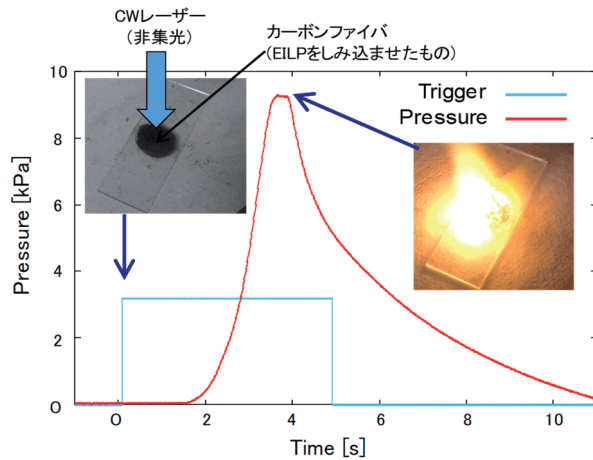 CWレーザー
(非集光)
カーボンファイバ
(EILPをしみ込ませたもの)
Trigger
Pressure
Pressure [kPa]
10
8
6
4
2
0
0
2
4
6
8
10
Time [s]